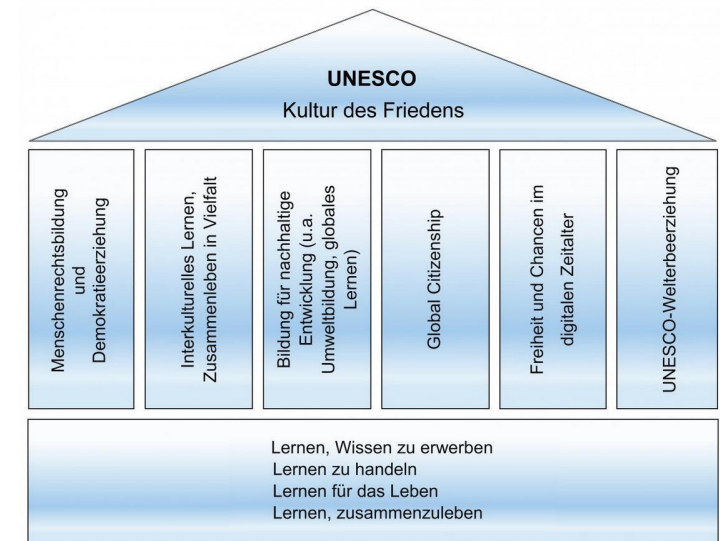 UNESCO
Kultur des Friedens
Menschenrechtsbildung
und
Demokratieerziehung
Interkulturelles Lernen,
Zusammenleben in Vielfalt
Bildung für nachhaltige
Entwicklung (u.a.
Umweltbildung, globales
Lernen)
Global Citizenship
Freiheit und Chancen im
digitalen Zeitalter
UNESCO-Welterbeerziehung
Lernen, Wissen zu erwerben
Lernen zu handeln
Lernen für das Leben
Lernen, zusammenzuleben